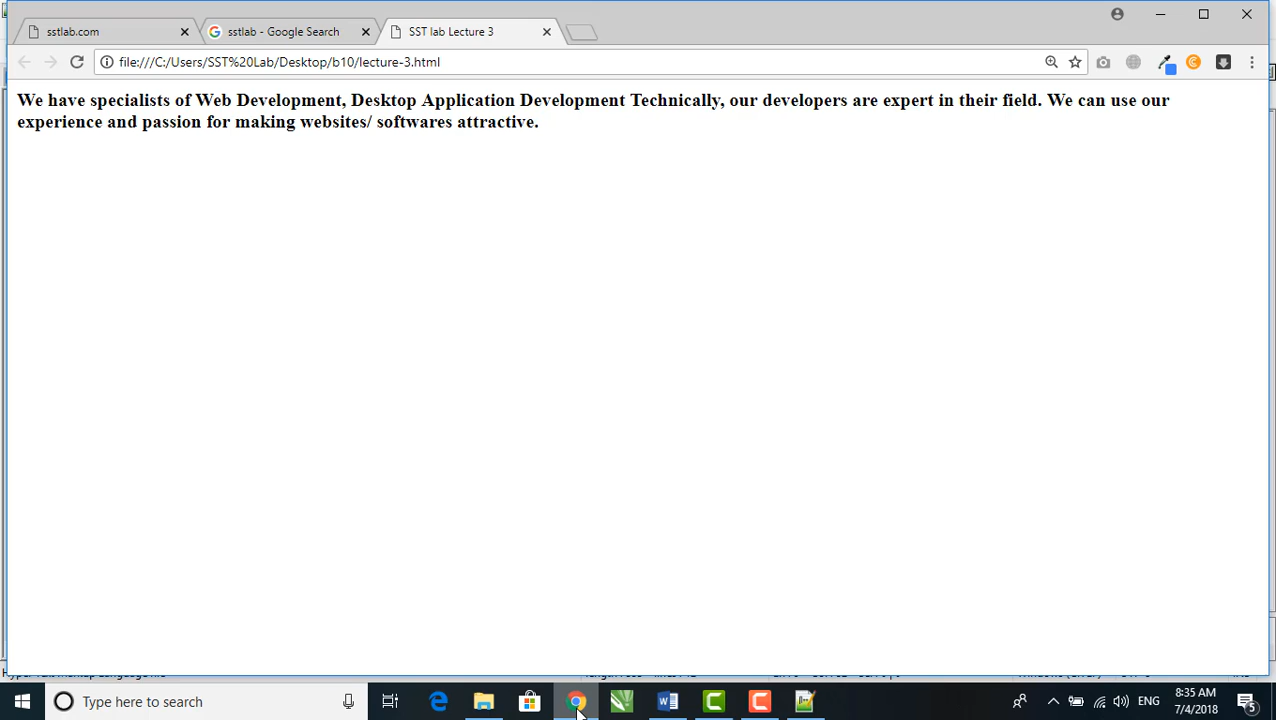 sstlab.com
sstlab - Google Search
SST lab Lecture 3
file:///C:/Users/SST%20Lab/Desktop/b10/lecture-3.html
We have specialists of Web Development, Desktop Application Development Technically, our developers are expert in their field. We can use our
experience and passion for making websites/ softwares attractive.
Type here to search
ENG
8:35 AM
7/4/2018
5